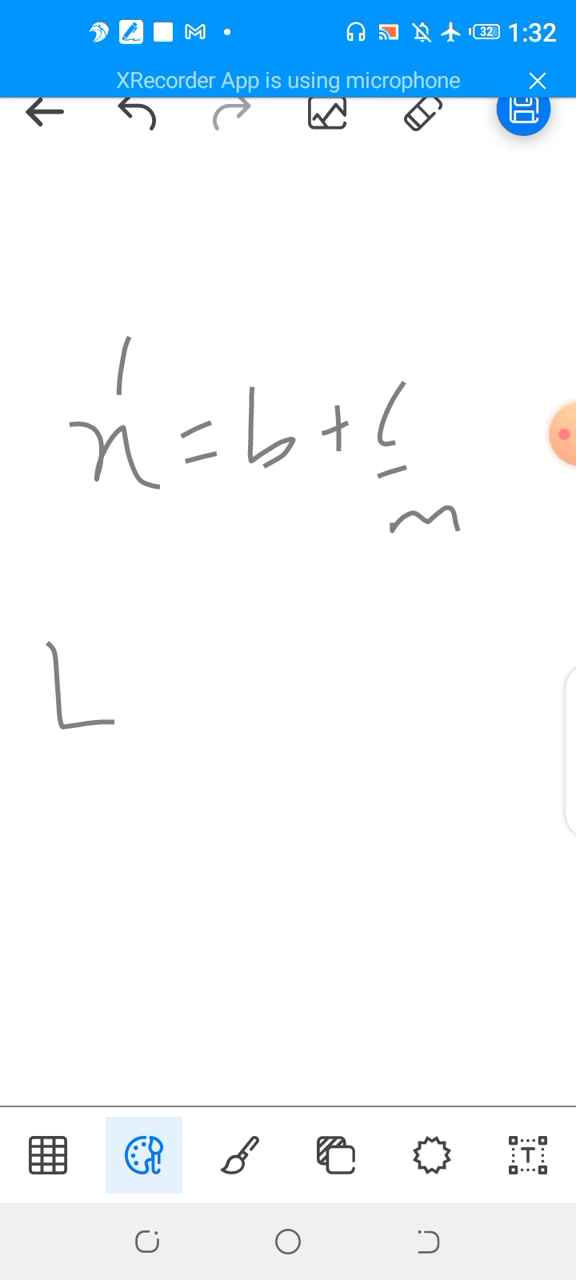 1:32
32
XRecorder App is using microphone
x = b + c
m
L